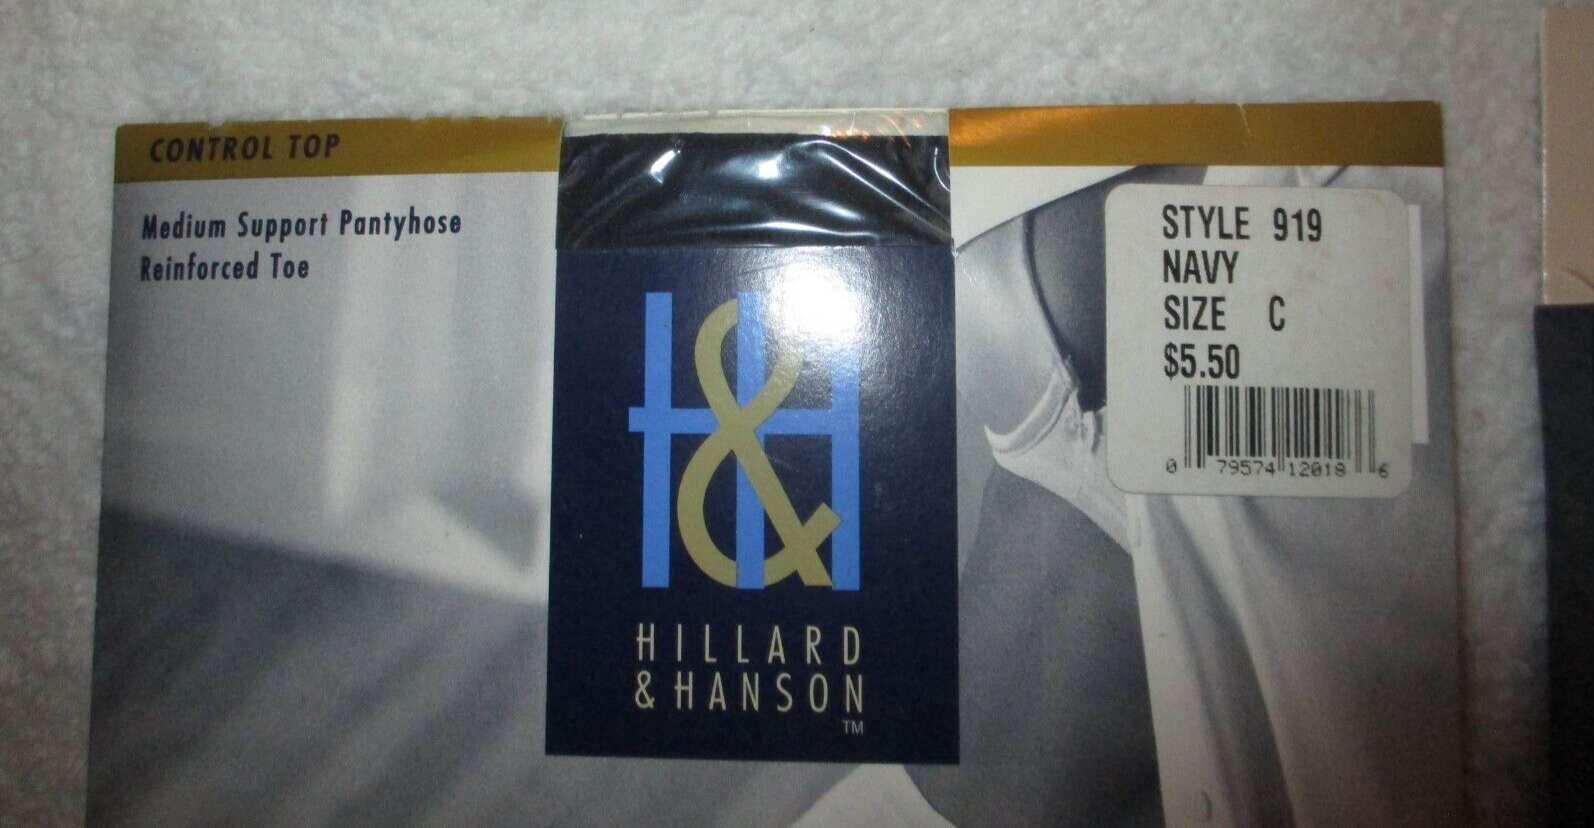 CONTROL TOP
Medium Support Pantyhose
Reinforced Toe
H&H
HILLARD
& HANSON
TM
STYLE 919
NAVY
SIZE C
$5.50
0 79574 12018 6